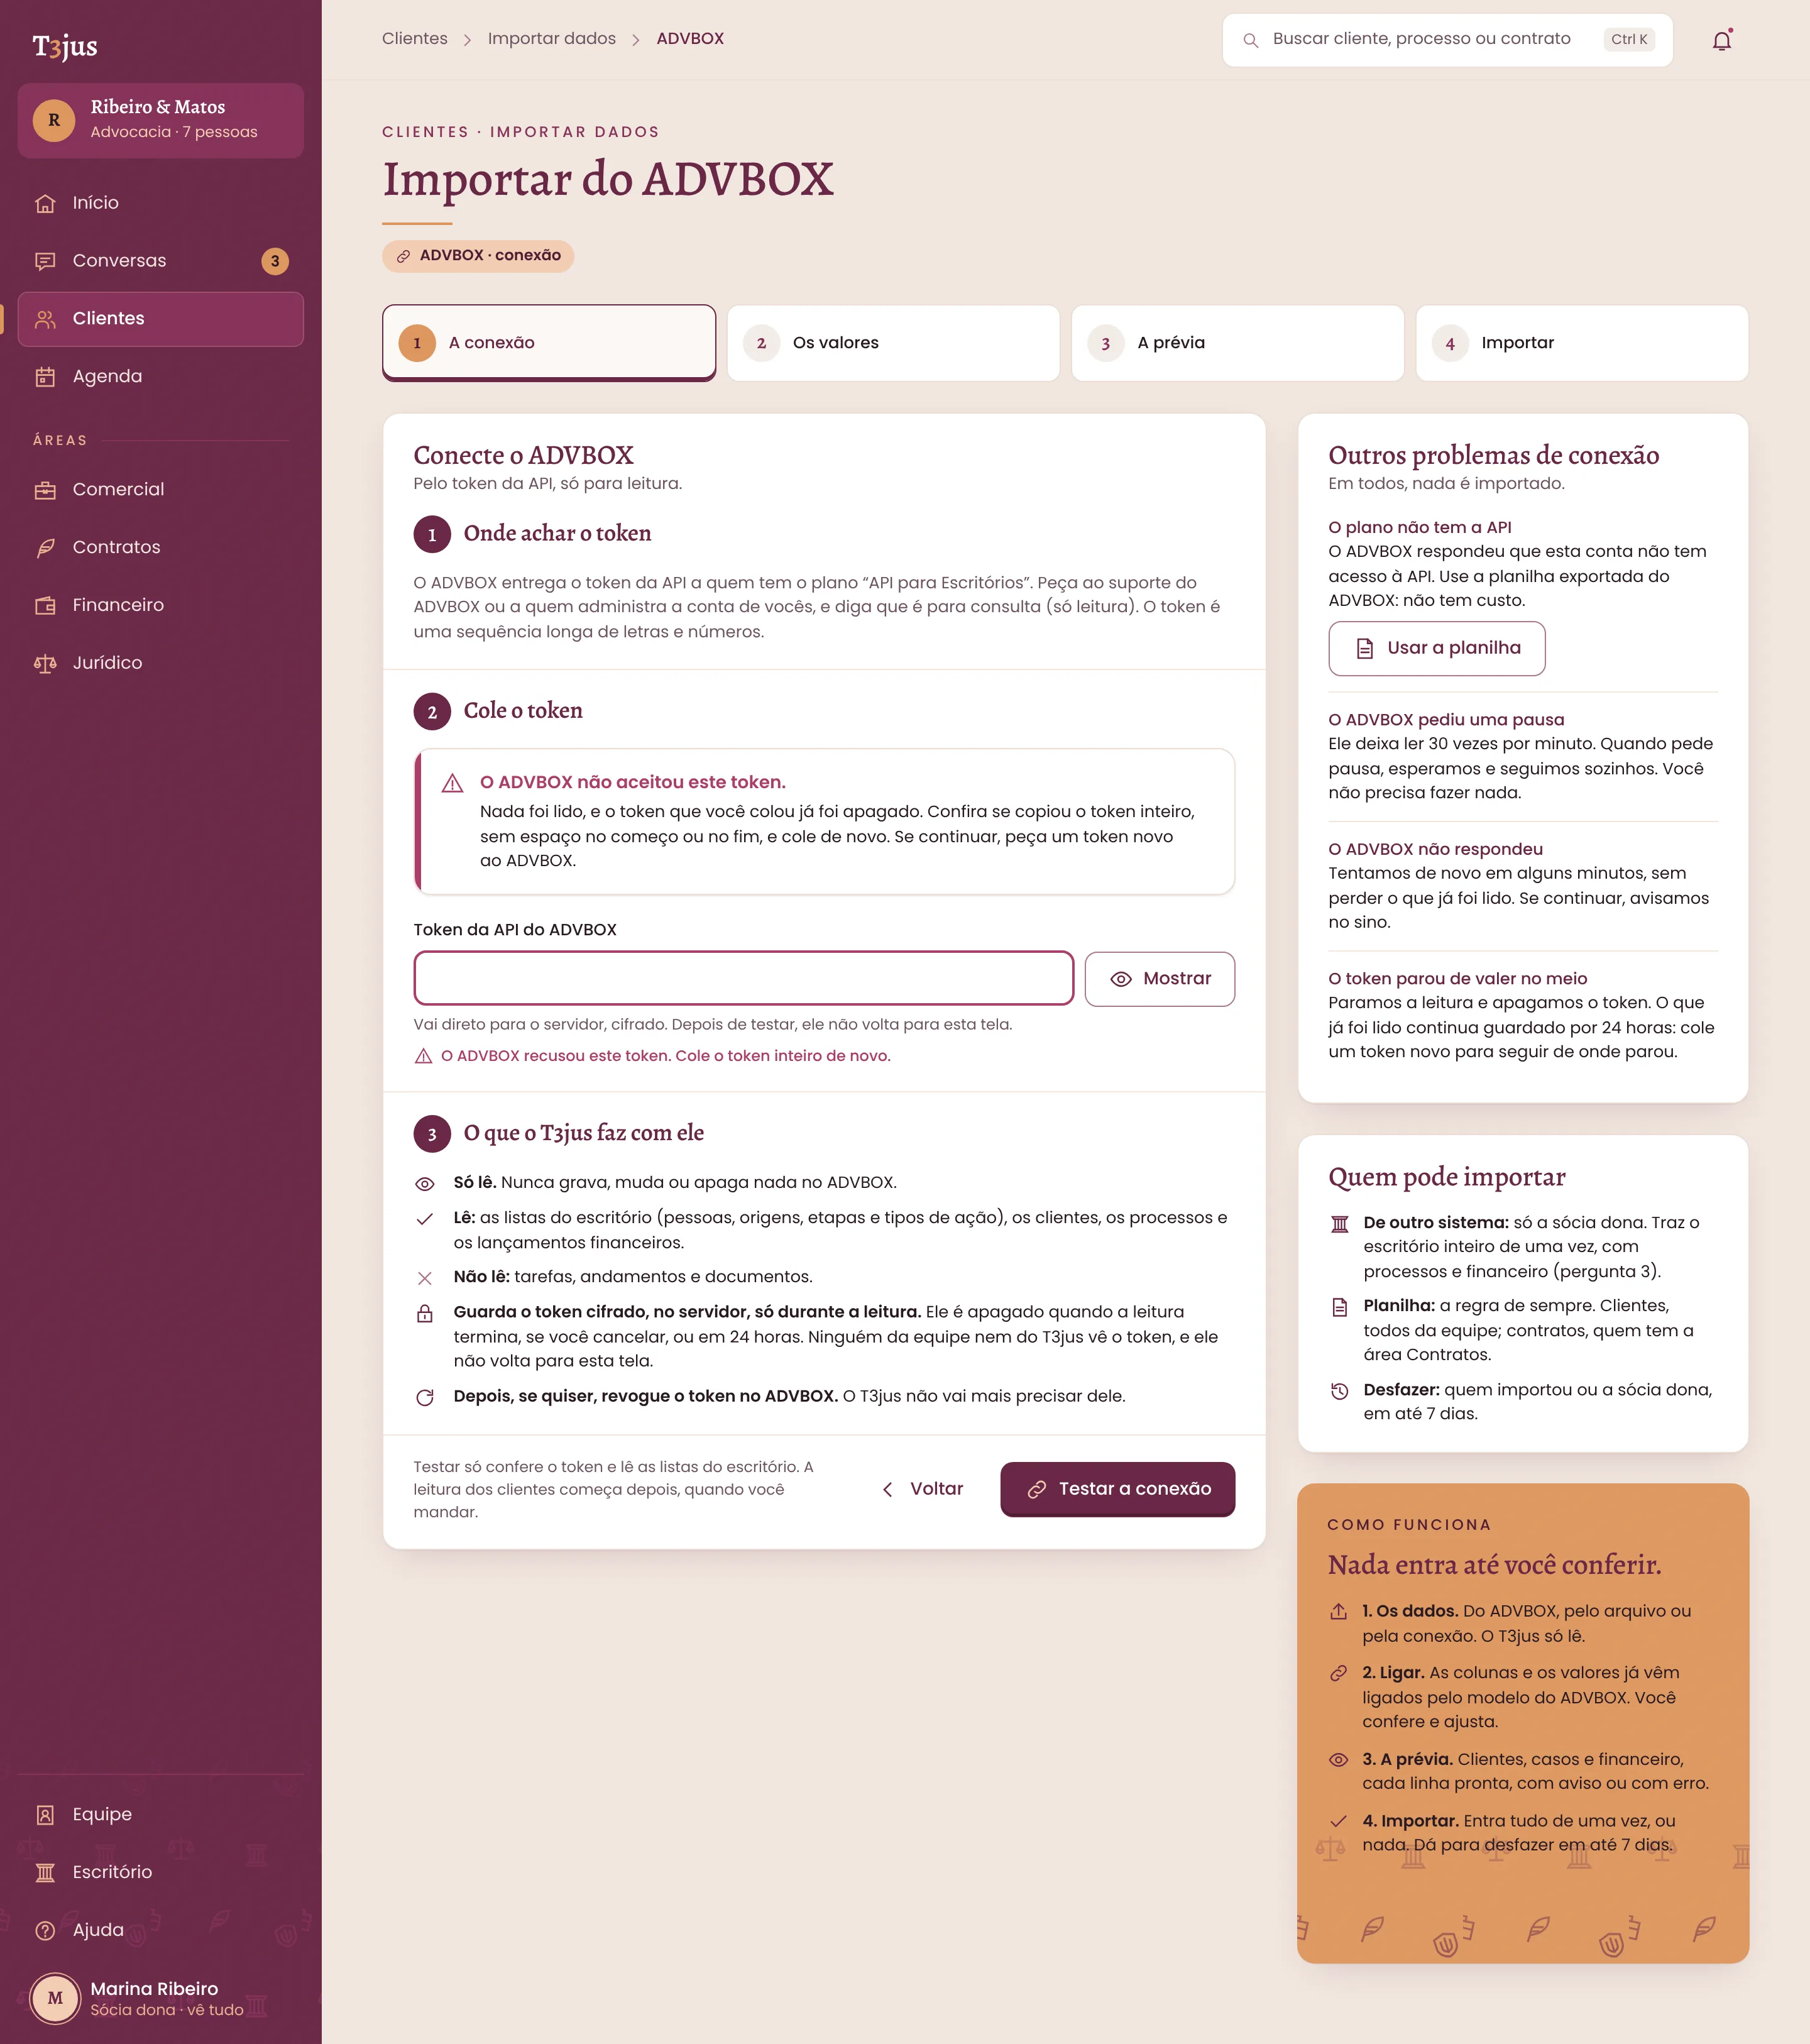 T3jus
R
Ribeiro & Matos
Advocacia · 7 pessoas
Início
Conversas
3
Clientes
Agenda
ÁREAS
Comercial
Contratos
Financeiro
Jurídico
Equipe
Escritório
Ajuda
M
Marina Ribeiro
Sócia dona · vê tudo
Clientes
Importar dados
ADVBOX
Buscar cliente, processo ou contrato
Ctrl K
CLIENTES · IMPORTAR DADOS
Importar do ADVBOX
ADVBOX · conexão
1
A conexão
2
Os valores
3
A prévia
4
Importar
Conecte o ADVBOX
Pelo token da API, só para leitura.
1
Onde achar o token
O ADVBOX entrega o token da API a quem tem o plano “API para Escritórios”. Peça ao suporte do
ADVBOX ou a quem administra a conta de vocês, e diga que é para consulta (só leitura). O token é
uma sequência longa de letras e números.
2
Cole o token
O ADVBOX não aceitou este token.
Nada foi lido, e o token que você colou já foi apagado. Confira se copiou o token inteiro,
sem espaço no começo ou no fim, e cole de novo. Se continuar, peça um token novo
ao ADVBOX.
Token da API do ADVBOX
Mostrar
Vai direto para o servidor, cifrado. Depois de testar, ele não volta para esta tela.
O ADVBOX recusou este token. Cole o token inteiro de novo.
3
O que o T3jus faz com ele
Só lê. Nunca grava, muda ou apaga nada no ADVBOX.
Lê: as listas do escritório (pessoas, origens, etapas e tipos de ação), os clientes, os processos e
os lançamentos financeiros.
Não lê: tarefas, andamentos e documentos.
Guarda o token cifrado, no servidor, só durante a leitura. Ele é apagado quando a leitura
termina, se você cancelar, ou em 24 horas. Ninguém da equipe nem do T3jus vê o token, e ele
não volta para esta tela.
Depois, se quiser, revogue o token no ADVBOX. O T3jus não vai mais precisar dele.
Testar só confere o token e lê as listas do escritório. A
leitura dos clientes começa depois, quando você
mandar.
Voltar
Testar a conexão
Outros problemas de conexão
Em todos, nada é importado.
O plano não tem a API
O ADVBOX respondeu que esta conta não tem
acesso à API. Use a planilha exportada do
ADVBOX: não tem custo.
Usar a planilha
O ADVBOX pediu uma pausa
Ele deixa ler 30 vezes por minuto. Quando pede
pausa, esperamos e seguimos sozinhos. Você
não precisa fazer nada.
O ADVBOX não respondeu
Tentamos de novo em alguns minutos, sem
perder o que já foi lido. Se continuar, avisamos
no sino.
O token parou de valer no meio
Paramos a leitura e apagamos o token. O que
já foi lido continua guardado por 24 horas: cole
um token novo para seguir de onde parou.
Quem pode importar
De outro sistema: só a sócia dona. Traz o
escritório inteiro de uma vez, com
processos e financeiro (pergunta 3).
Planilha: a regra de sempre. Clientes,
todos da equipe; contratos, quem tem a
área Contratos.
Desfazer: quem importou ou a sócia dona,
em até 7 dias.
COMO FUNCIONA
Nada entra até você conferir.
1. Os dados. Do ADVBOX, pelo arquivo ou
pela conexão. O T3jus só lê.
2. Ligar. As colunas e os valores já vêm
ligados pelo modelo do ADVBOX. Você
confere e ajusta.
3. A prévia. Clientes, casos e financeiro,
cada linha pronta, com aviso ou com erro.
4. Importar. Entra tudo de uma vez, ou
nada. Dá para desfazer em até 7 dias.